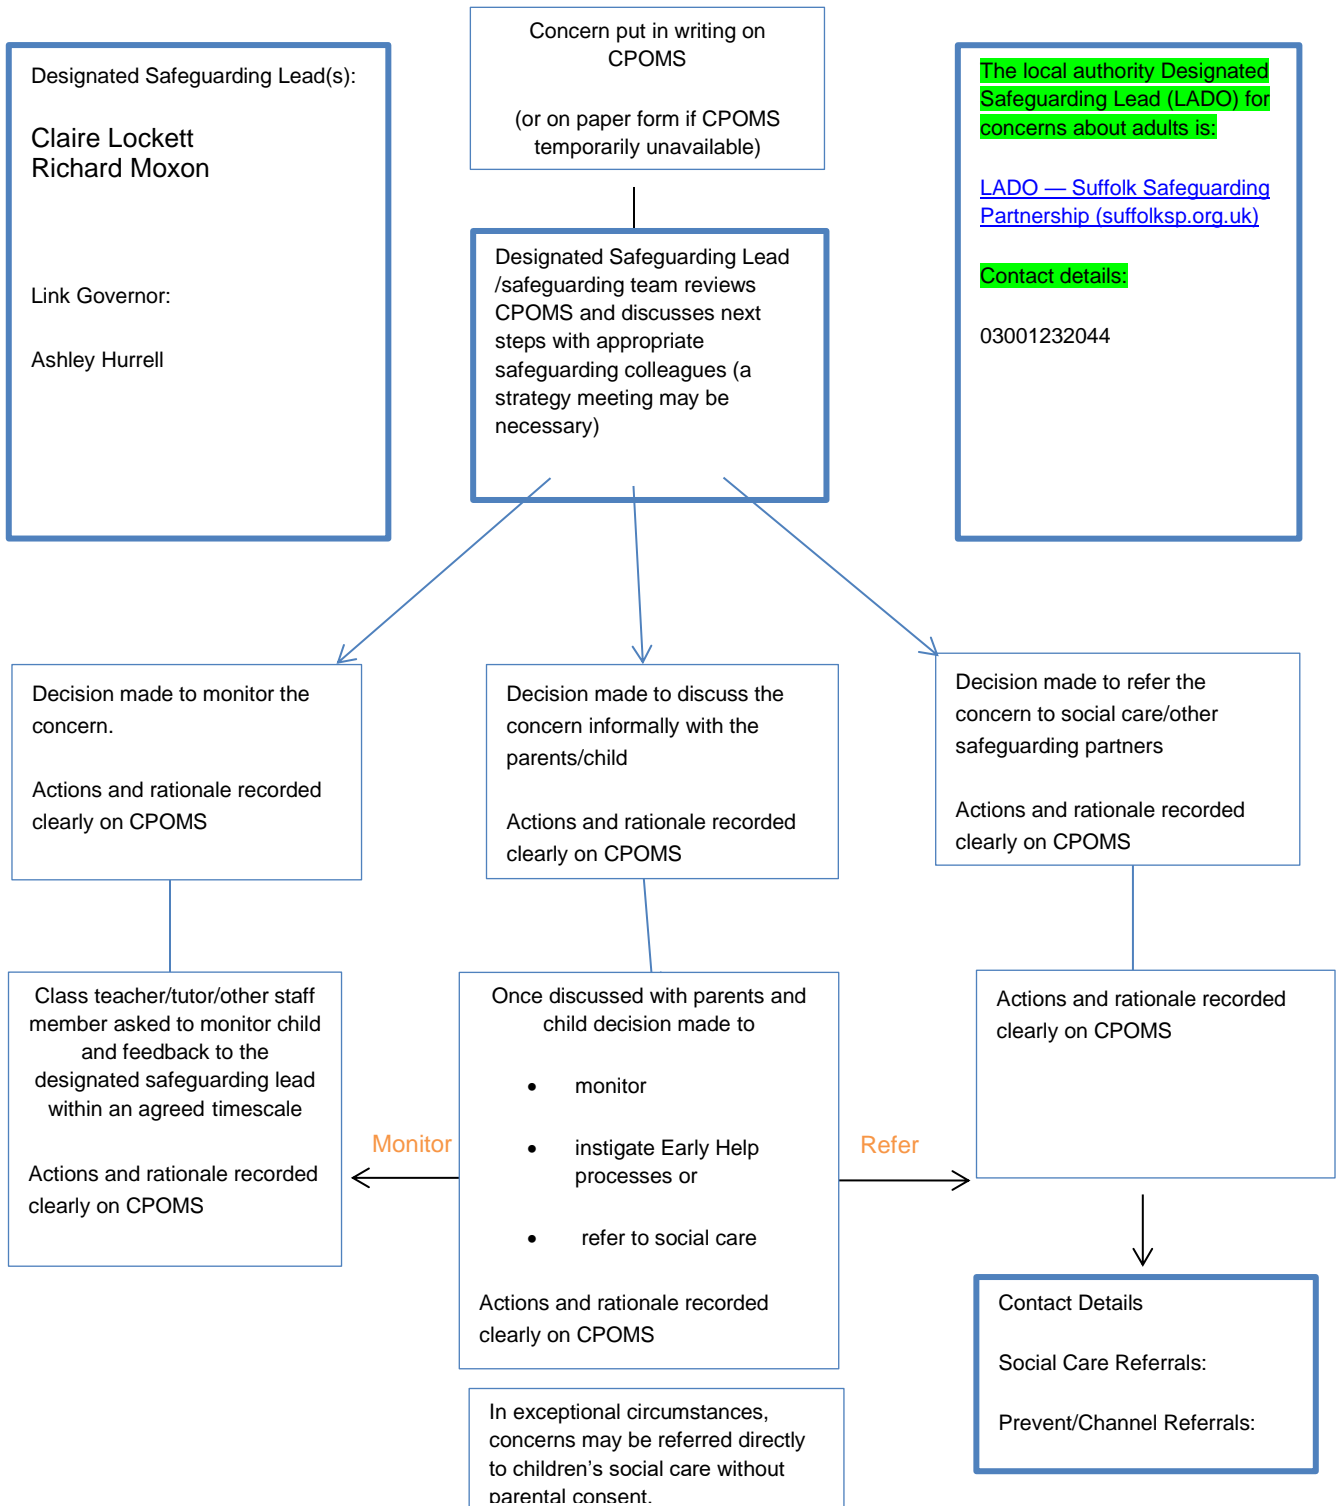 Concern put in writing on
CPOMS
(or on paper form if CPOMS
temporarily unavailable)
Designated Safeguarding Lead(s):
Claire Lockett
Richard Moxon
Link Governor:
Ashley Hurrell
The local authority Designated
Safeguarding Lead (LADO) for
concerns about adults is:
LADO — Suffolk Safeguarding
Partnership (suffolksp.org.uk)
Contact details:
03001232044
Designated Safeguarding Lead
/safeguarding team reviews
CPOMS and discusses next
steps with appropriate
safeguarding colleagues (a
strategy meeting may be
necessary)
Decision made to monitor the
concern.
Actions and rationale recorded
clearly on CPOMS
Decision made to discuss the
concern informally with the
parents/child
Actions and rationale recorded
clearly on CPOMS
Decision made to refer the
concern to social care/other
safeguarding partners
Actions and rationale recorded
clearly on CPOMS
Class teacher/tutor/other staff
member asked to monitor child
and feedback to the
designated safeguarding lead
within an agreed timescale
Actions and rationale recorded
clearly on CPOMS
Monitor
Once discussed with parents and
child decision made to
• monitor
• instigate Early Help
processes or
• refer to social care
Actions and rationale recorded
clearly on CPOMS
Refer
Actions and rationale recorded
clearly on CPOMS
Contact Details
Social Care Referrals:
Prevent/Channel Referrals:
In exceptional circumstances,
concerns may be referred directly
to children’s social care without
parental consent.